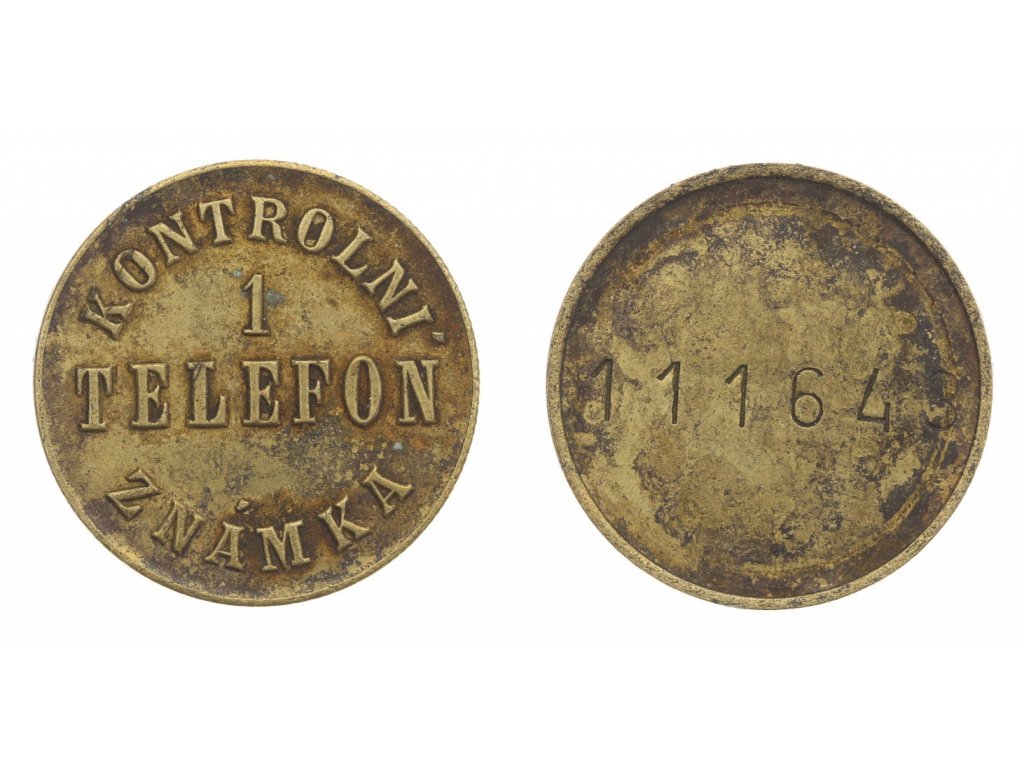 KONTROLNÍ
1
TELEFON
ZNÁMKA
11164